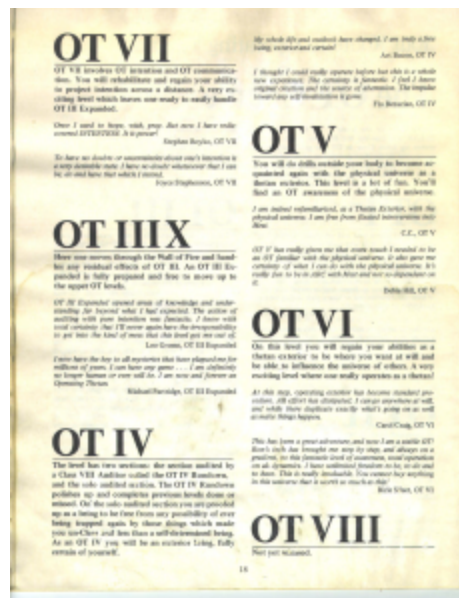 OT VII
OT VII involves OT intention and OT communica-
tion. You will rehabilitate and regain your ability
to project intention across a distance. A very ex-
citing level which leaves one ready to easily handle
OT III Expanded.
Once I used to hope, wish, pray. But now I have redis-
covered INTENTION. It is power!
Stephen Boyles, OT VII
To have no doubts or uncertainties about one's intention is
a very desirable state. I have no doubt whatsoever that I can
be, do and have that which I intend.
Joyce Stephenson, OT VII
OT III X
Here one moves through the Wall of Fire and hand-
les any residual effects of OT III. An OT III Ex-
panded is fully prepared and free to move up to
the upper OT levels.
OT III Expanded opened areas of knowledge and under-
standing far beyond what I had expected. The action of
auditing with pure intention was fantastic. I know with
total certainty that I'll never again have the irresponsibility
to get into the kind of mess that this level got me out of.
OT III Expanded
I now have the key to all mysteries that have plagued me for
millions of years. I can have any game . . . I am definitely
no longer human or ever will be. I am now and forever an
Operating Thetan.
Michael Partridge, OT III Expanded
OT IV
The level has two sections: the section audited by
a Class VIII Auditor called the OT IV Rundown,
and the solo audited section. The OT IV Rundown
polishes up and completes previous levels done or
missed. On the solo audited section you are proofed
up as a being to be free from any possibility of ever
being trapped again by those things which made
you unClear and less than a self-determined being.
As an OT IV you will be an exterior being, fully
certain of yourself.
My whole life and outlook have changed. I am truly a free
being, exterior and certain!
OT IV
I thought I could really operate before but this is a whole
new experience. The certainty is fantastic. I feel I know
original creation and the source of aberration. The impulse
toward any self-invalidation is gone.
OT IV
OT V
You will do drills outside your body to become ac-
quainted again with the physical universe as a
thetan exterior. This level is a lot of fun. You'll
find an OT awareness of the physical universe.
I am indeed refamiliarized, as a Thetan Exterior, with the
physical universe. I am free from
C.C., OT V
OT V has really given me that extra touch I needed to be
an OT familiar with the physical universe. It also gave me
certainty of what I can do with the physical universe. It's
really fun to be in ARC with Mest and not so dependent on
it.
Debby Hill, OT V
OT VI
On this level you will regain your abilities as a
thetan exterior to be where you want at will and
be able to influence the universe of others. A very
exciting level where one really operates as a thetan!
At this step, operating exterior has become standard pro-
cedure. All effort has dissipated. I can go anywhere at will,
and while there duplicate exactly what's going on as well
as make things happen.
Carol Craig, OT VI
This has been a great adventure and now I am a stable OT!
Ron's tech has brought me step by step, and always on a
gradient, to this fantastic level of awareness, total operation
on all dynamics. I have unlimited freedom to be, to do and
to have. This is really invaluable. You cannot buy anything
in this universe that is worth as much as this!
OT VI
OT VIII
Not yet released.
16